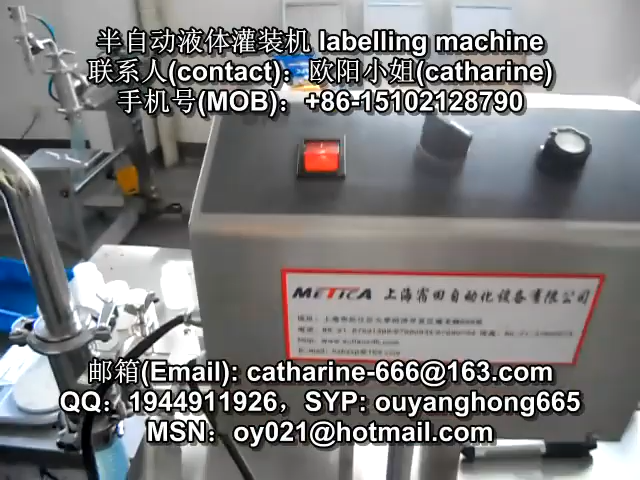 半自动液体灌装机 labelling machine
联系人(contact)：欧阳小姐(catharine)
手机号(MOB)：+86-15102128790
METICA 上海甯田自动化设备有限公司
邮箱(Email): catharine-666@163.com
QQ：1944911926，SYP: ouyanghong665
MSN：oy021@hotmail.com